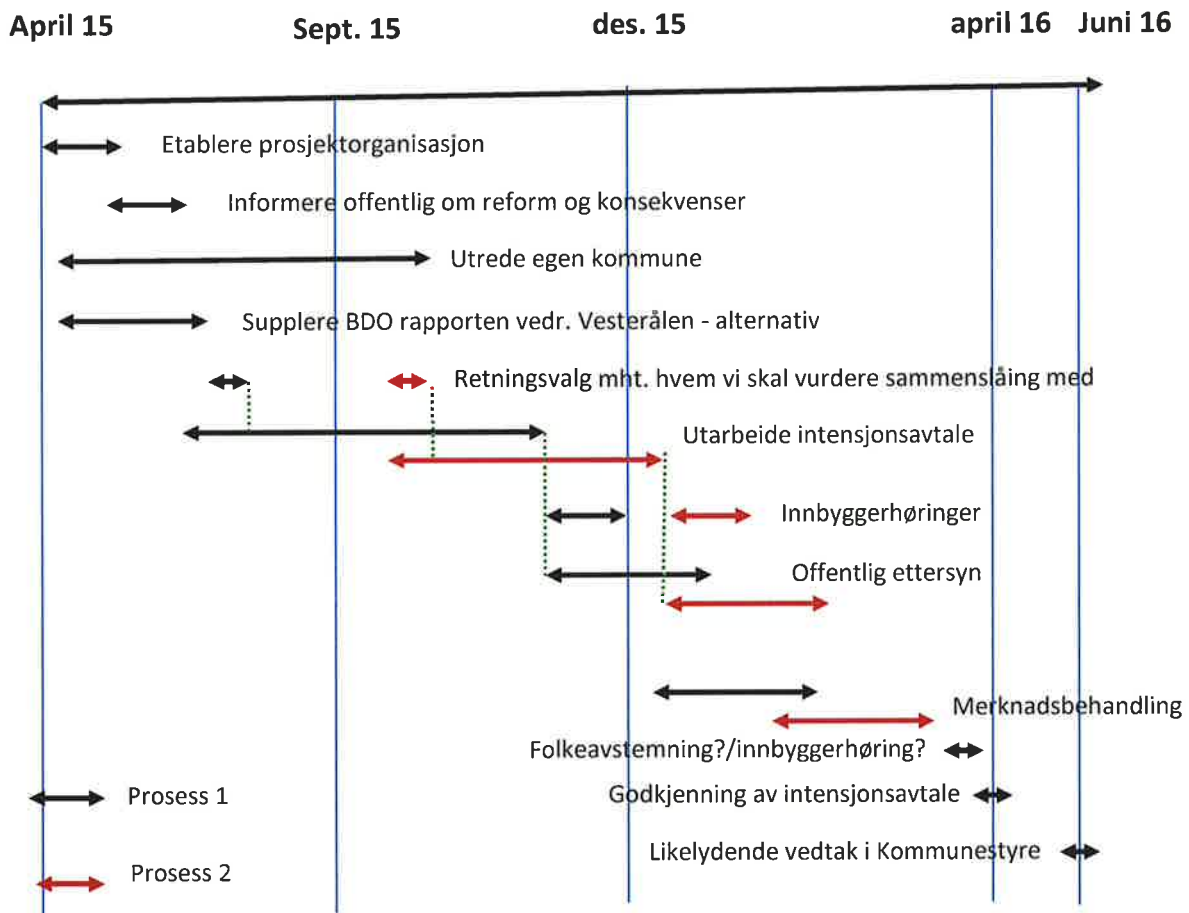 April 15 Sept. 15 des. 15 april 16 Juni 16
Etablere prosjektorganisasjon
Informere offentlig om reform og konsekvenser
Utrede egen kommune
Supplere BDO rapporten vedr. Vesterålen - alternativ
Retningsvalg mht. hvem vi skal vurdere sammenslåing med
Utarbeide intensjonsavtale
Innbyggerhøringer
Offentlig ettersyn
Merknadsbehandling
Folkeavstemning?/innbyggerhøring?
Prosess 1 Godkjenning av intensjonsavtale
Likelydende vedtak i Kommunestyre
Prosess 2